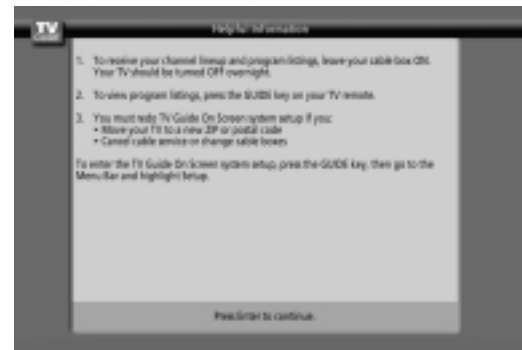 TV
GUIDE
Helpful Information
1. To receive your channel lineup and program listings, leave your cable box ON.
Your TV should be turned OFF overnight.
2. To view program listings, press the GUIDE key on your TV remote.
3. You must redo TV Guide On Screen system setup if you:
• Move your TV to a new ZIP or postal code
• Cancel cable service or change cable boxes
To enter the TV Guide On Screen system setup, press the GUIDE key, then go to the
Menu Bar and highlight Setup.
Press Enter to continue.